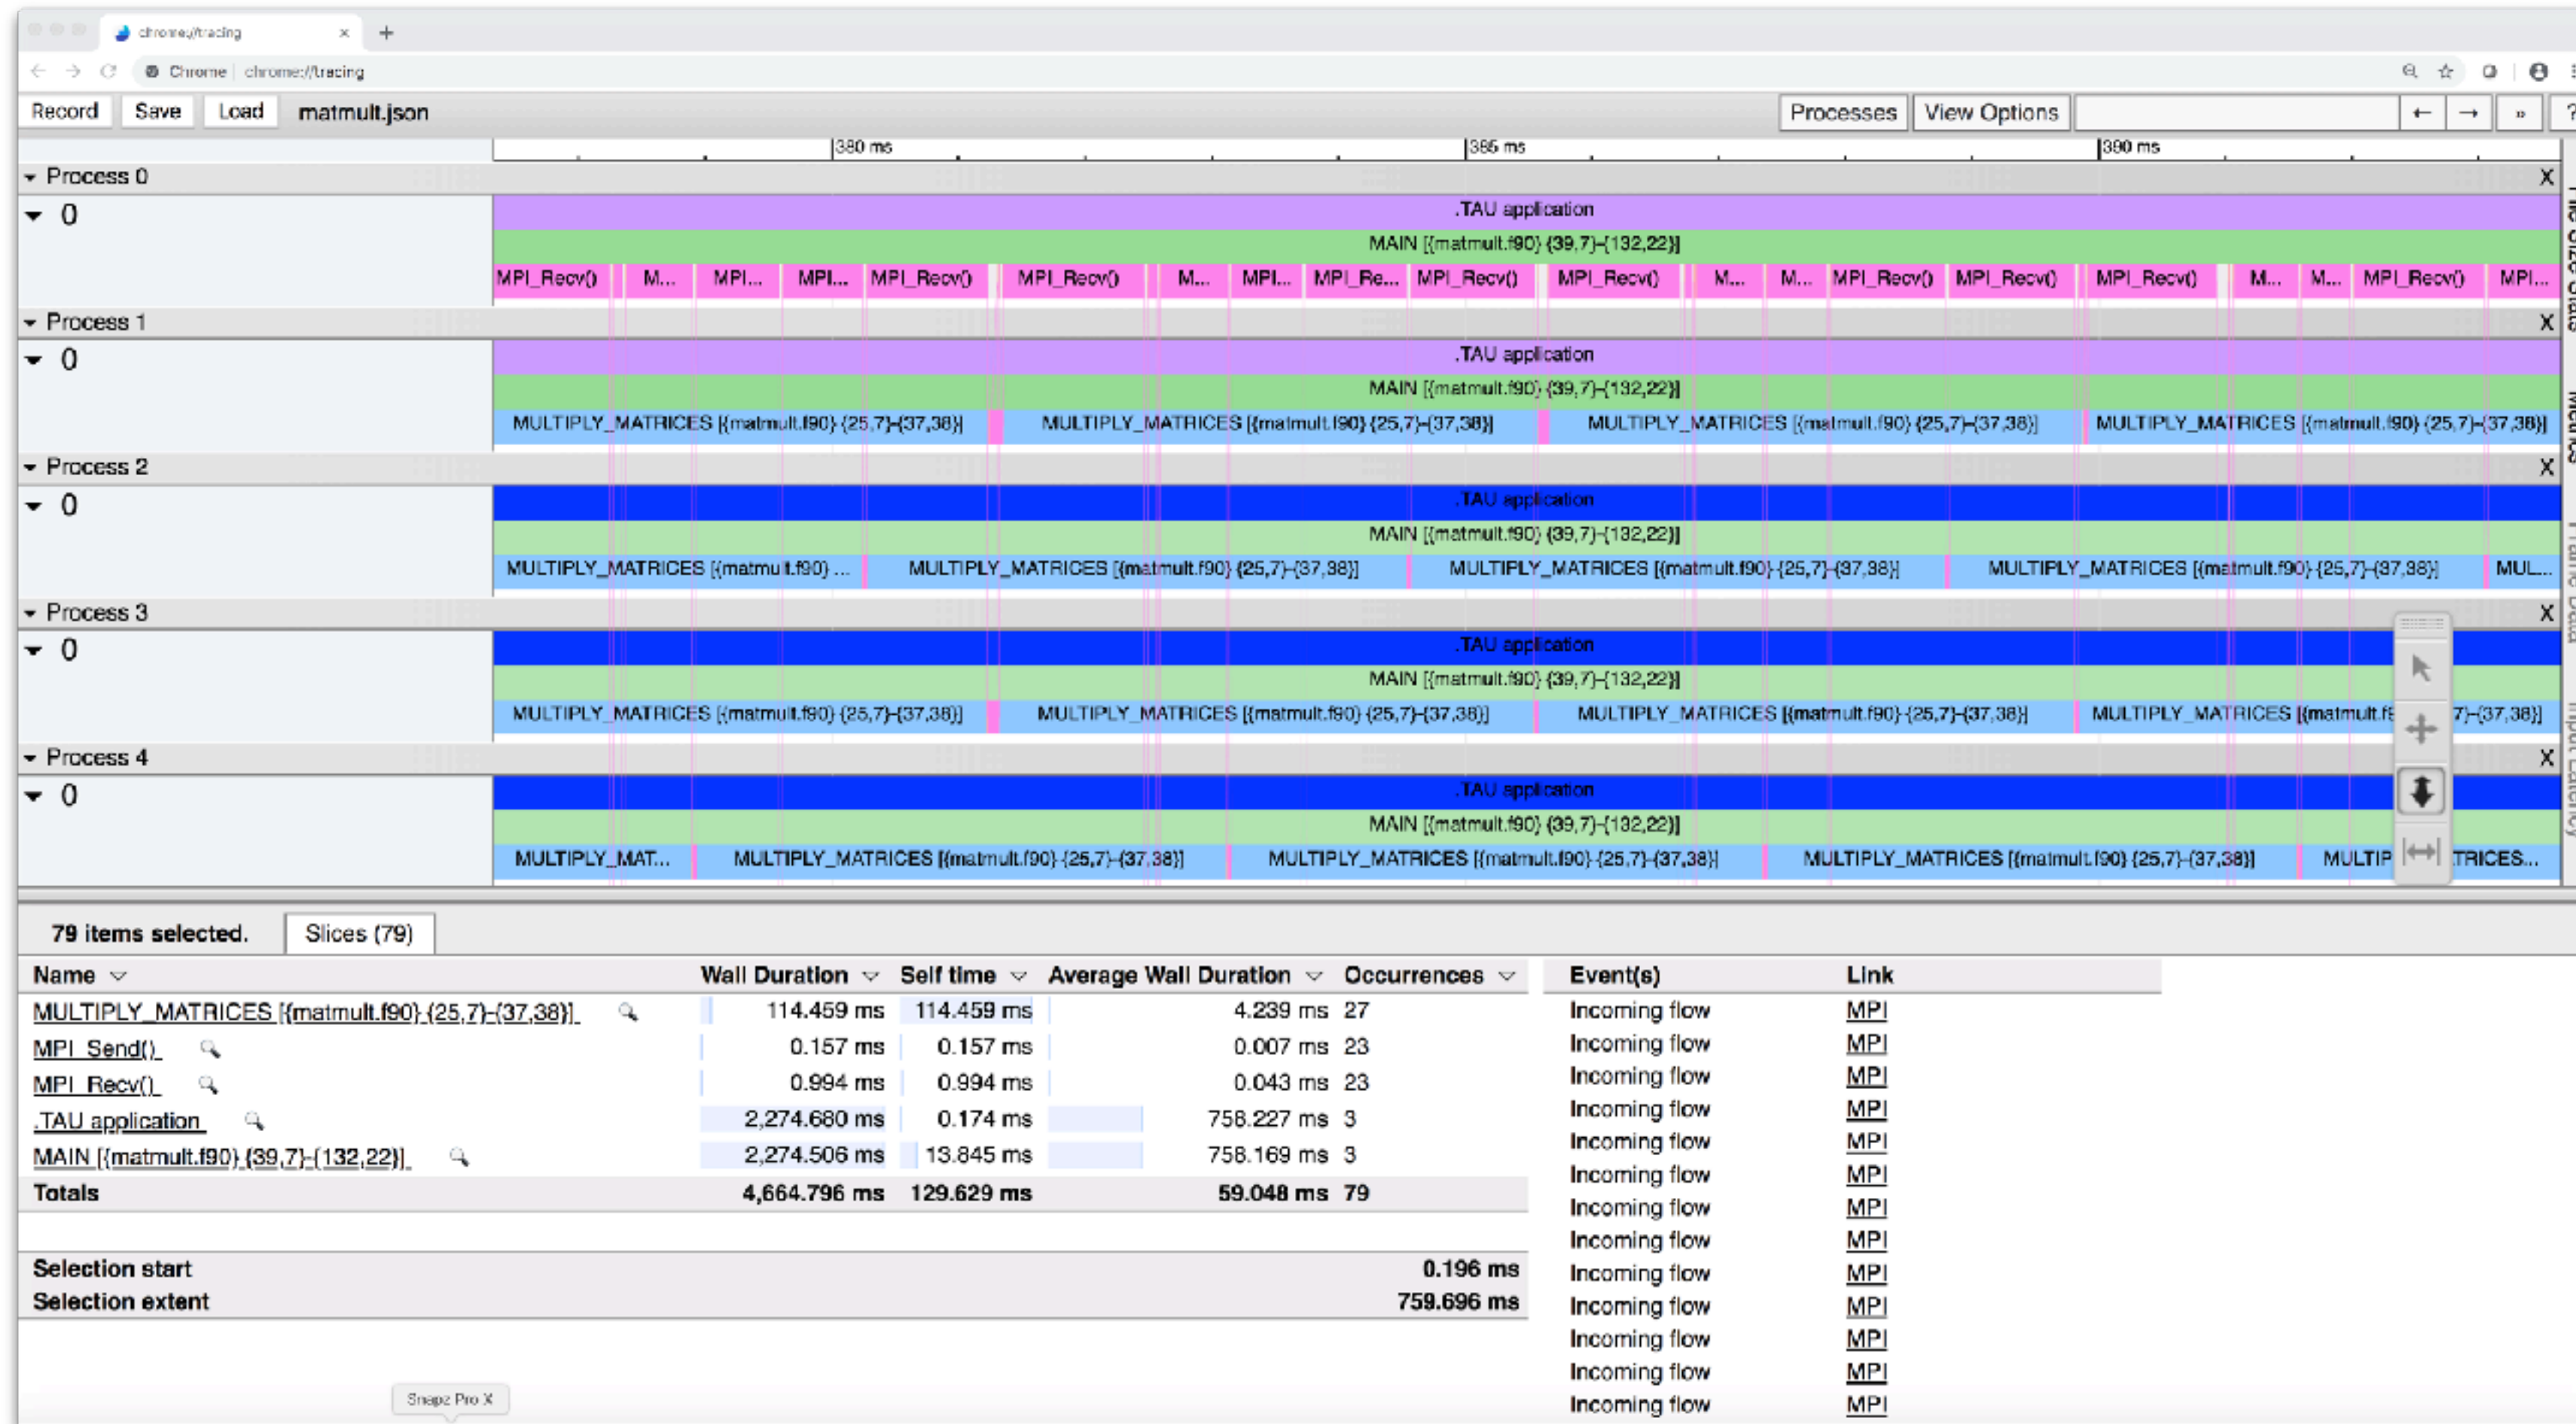 chrome://tracing × +
Chrome chrome://tracing
Record Save Load matmult.json Processes View Options ← → » ?
380 ms 385 ms 390 ms
Process 0 X
0
.TAU application
MAIN [{matmult.f90} {39,7}-{132,22}]
MPI_Recv() M... MPI... MPI... MPI_Recv() MPI_Recv() M... MPI... MPI_Re... MPI_Recv() MPI_Recv() M... M... MPI_Recv() MPI_Recv() MPI_Recv() M... M... MPI_Recv() MPI...
Process 1 X
0
.TAU application
MAIN [{matmult.f90} {39,7}-{132,22}]
MULTIPLY_MATRICES [{matmult.f90} {25,7}-{37,38}] MULTIPLY_MATRICES [{matmult.f90} {25,7}-{37,38}] MULTIPLY_MATRICES [{matmult.f90} {25,7}-{37,38}] MULTIPLY_MATRICES [{matmult.f90} {25,7}-{37,38}]
Process 2 X
0
.TAU application
MAIN [{matmult.f90} {39,7}-{132,22}]
MULTIPLY_MATRICES [{matmult.f90} ... MULTIPLY_MATRICES [{matmult.f90} {25,7}-{37,38}] MULTIPLY_MATRICES [{matmult.f90} {25,7}-{37,38}] MULTIPLY_MATRICES [{matmult.f90} {25,7}-{37,38}] MUL...
Process 3 X
0
.TAU application
MAIN [{matmult.f90} {39,7}-{132,22}]
MULTIPLY_MATRICES [{matmult.f90} {25,7}-{37,38}] MULTIPLY_MATRICES [{matmult.f90} {25,7}-{37,38}] MULTIPLY_MATRICES [{matmult.f90} {25,7}-{37,38}] MULTIPLY_MATRICES [{matmult.f9 7}-{37,38}]
Process 4 X
0
.TAU application
MAIN [{matmult.f90} {39,7}-{132,22}]
MULTIPLY_MAT... MULTIPLY_MATRICES [{matmult.f90} {25,7}-{37,38}] MULTIPLY_MATRICES [{matmult.f90} {25,7}-{37,38}] MULTIPLY_MATRICES [{matmult.f90} {25,7}-{37,38}] MULTIP TRICES...
79 items selected. Slices (79)
Name Wall Duration Self time Average Wall Duration Occurrences Event(s) Link
MULTIPLY_MATRICES [{matmult.f90} {25,7}-{37,38}] 114.459 ms 114.459 ms 4.239 ms 27 Incoming flow MPI
MPI_Send() 0.157 ms 0.157 ms 0.007 ms 23 Incoming flow MPI
MPI_Recv() 0.994 ms 0.994 ms 0.043 ms 23 Incoming flow MPI
.TAU application 2,274.680 ms 0.174 ms 758.227 ms 3 Incoming flow MPI
MAIN [{matmult.f90} {39,7}-{132,22}] 2,274.506 ms 13.845 ms 758.169 ms 3 Incoming flow MPI
Incoming flow MPI
Totals 4,664.796 ms 129.629 ms 59.048 ms 79 Incoming flow MPI
Incoming flow MPI
Selection start 0.196 ms Incoming flow MPI
Selection extent 759.696 ms Incoming flow MPI
Incoming flow MPI
Incoming flow MPI
Incoming flow MPI
Snapz Pro X